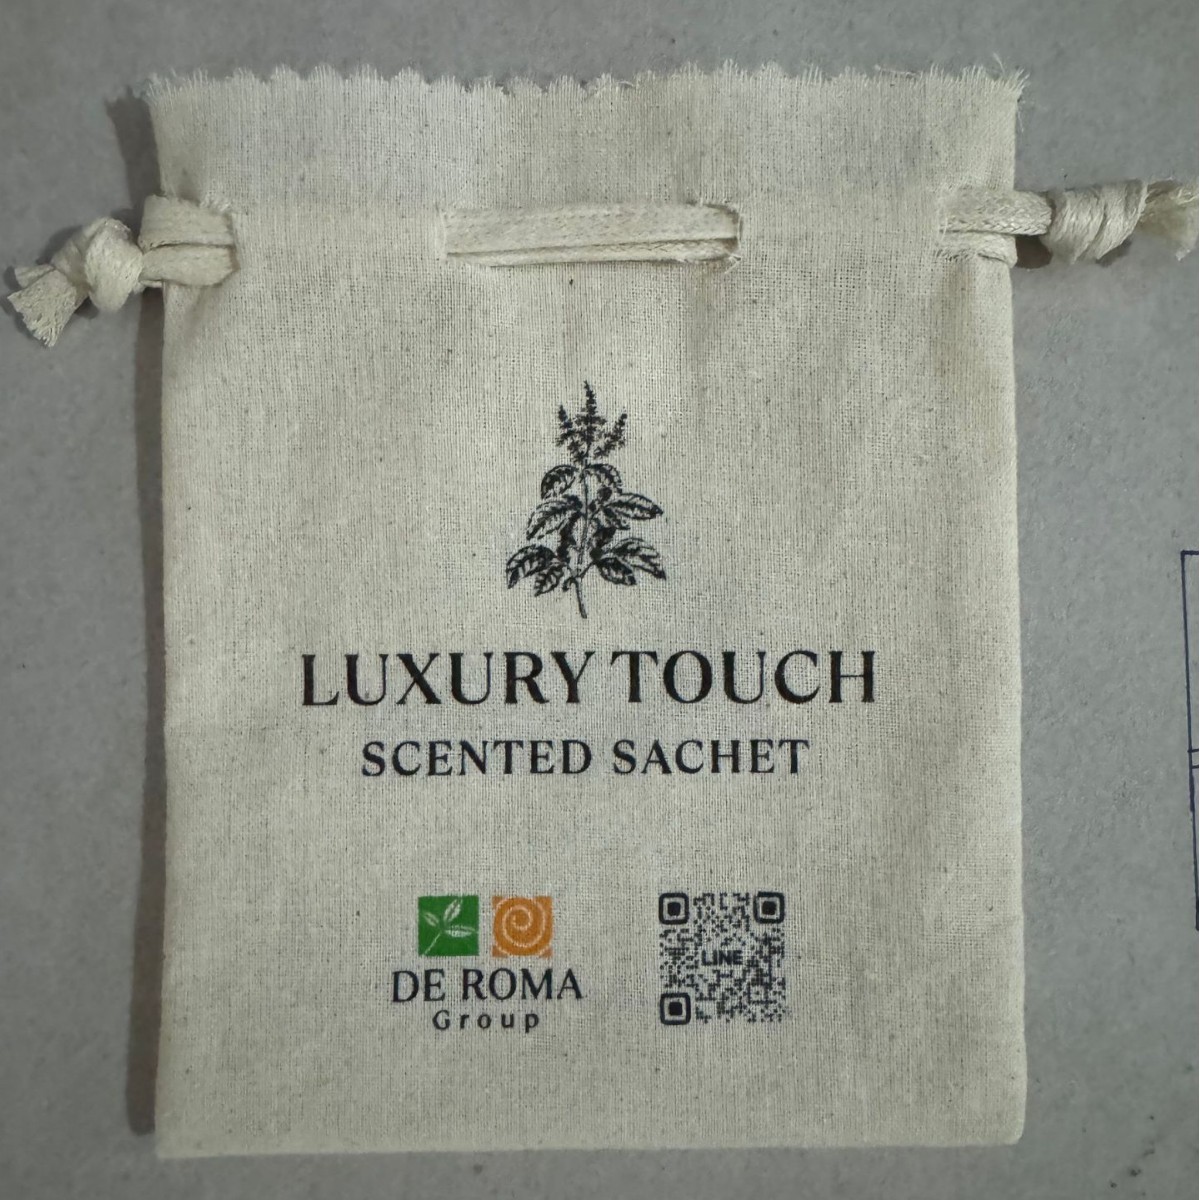 LUXURY TOUCH
SCENTED SACHET
DE ROMA
Group
LINE